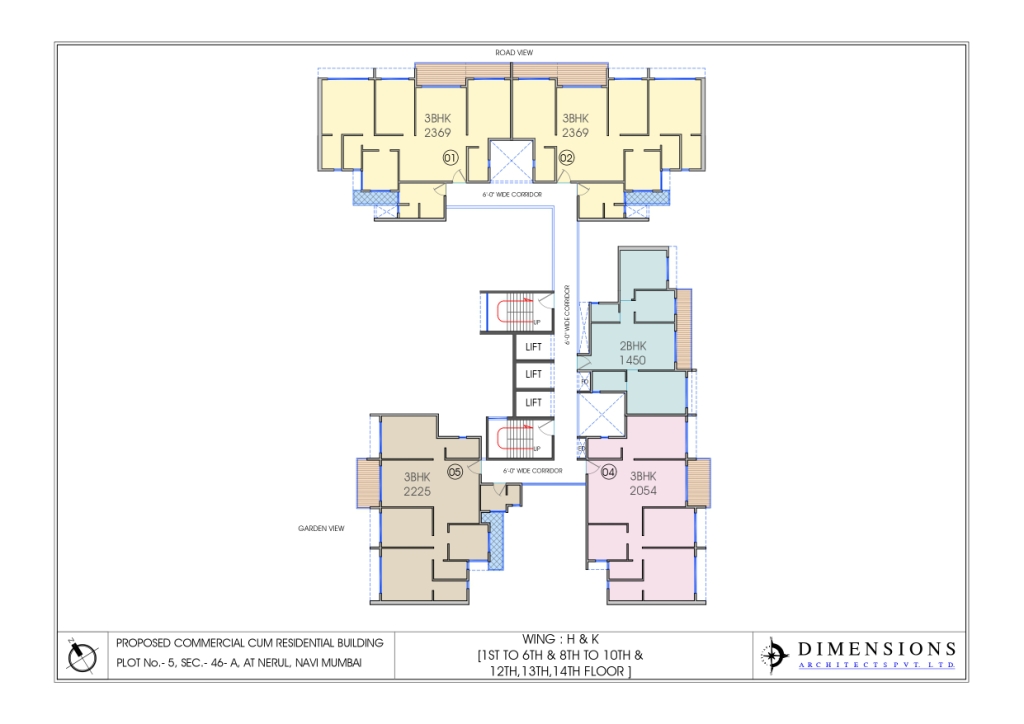 ROAD VIEW
3BHK
2369
01
3BHK
2369
02
6'-0" WIDE CORRIDOR
6'-0" WIDE CORRIDOR
UP
LIFT
LIFT
LIFT
UP
2BHK
1450
6'-0" WIDE CORRIDOR
05
3BHK
2225
04
3BHK
2054
GARDEN VIEW
N
PROPOSED COMMERCIAL CUM RESIDENTIAL BUILDING
PLOT No.- 5, SEC.- 46- A, AT NERUL, NAVI MUMBAI
WING : H & K
[1ST TO 6TH & 8TH TO 10TH &
12TH,13TH,14TH FLOOR ]
DIMENSIONS
ARCHITECTS PVT. LTD.